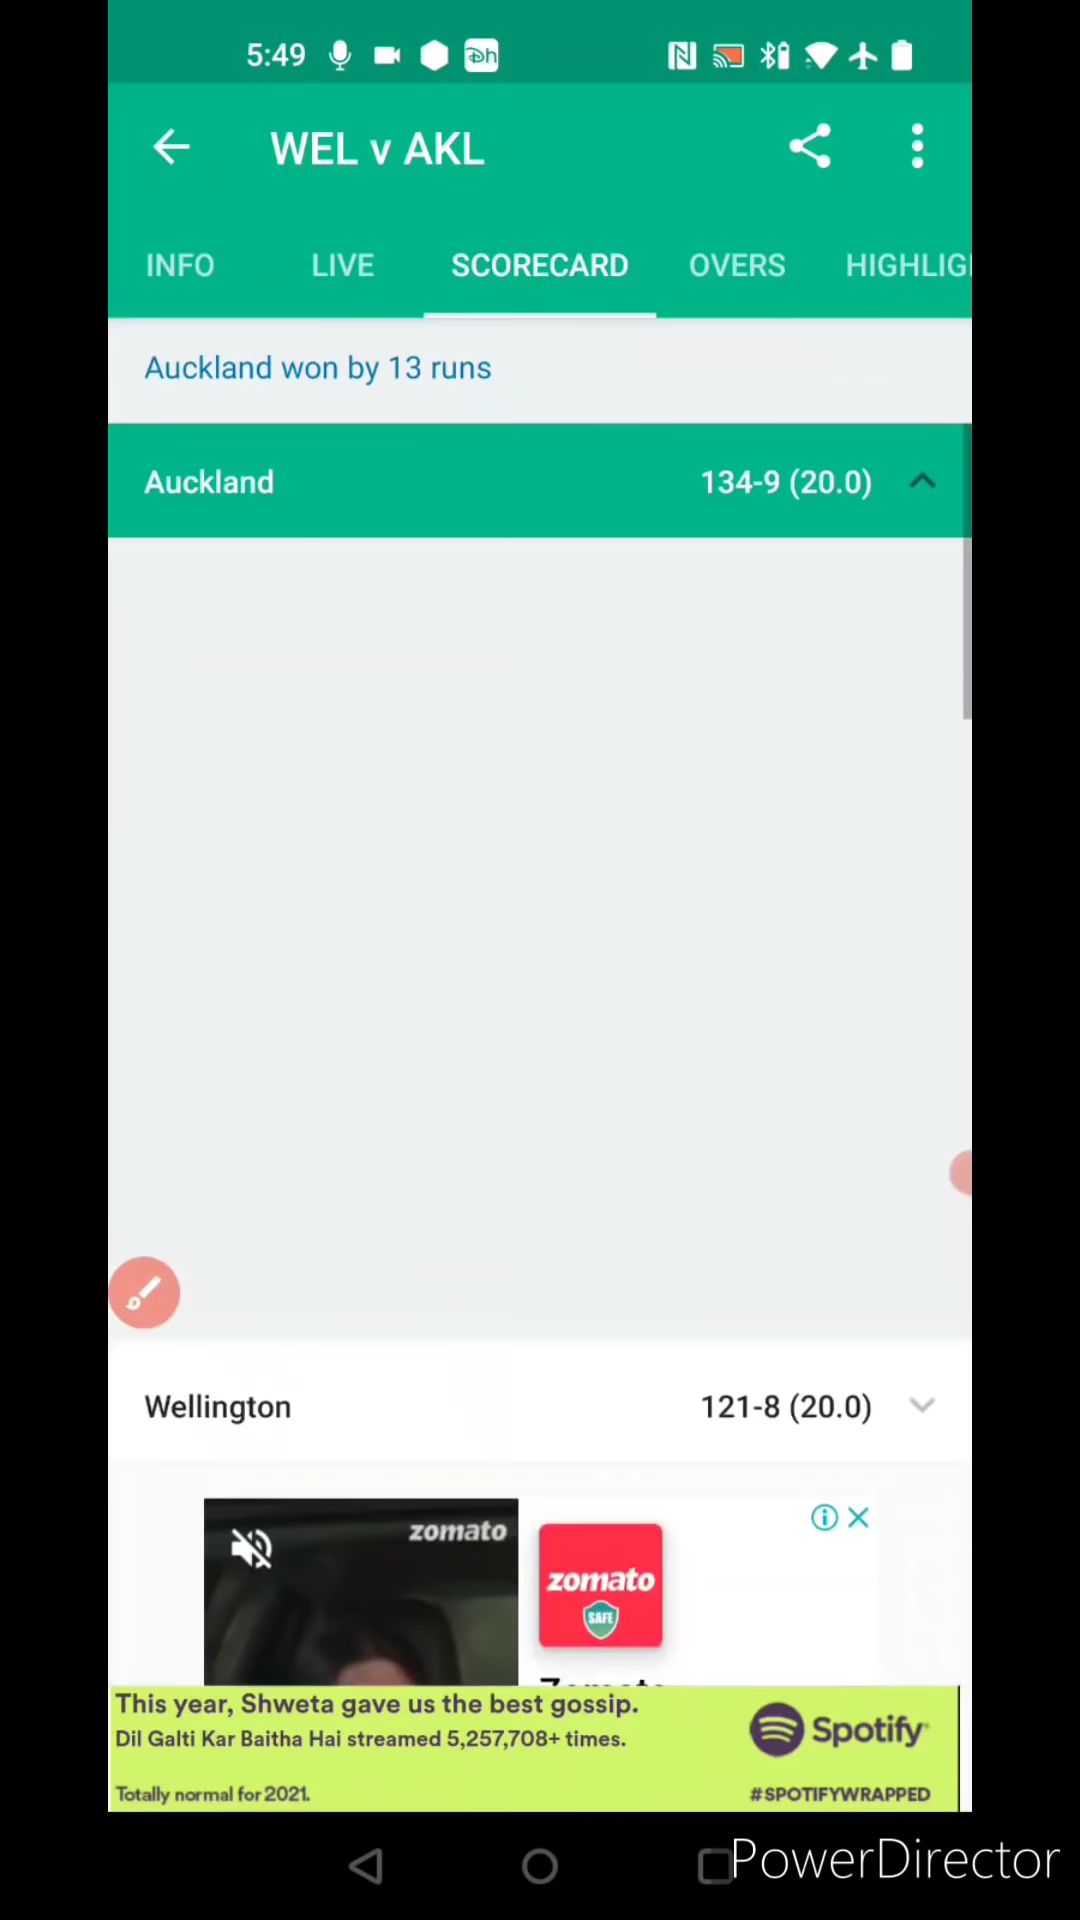 5:49
WEL v AKL
INFO LIVE SCORECARD OVERS HIGHLIG
Auckland won by 13 runs
Auckland 134-9 (20.0)
Wellington 121-8 (20.0)
zomato
zomato
SAFE
Zomato
This year, Shweta gave us the best gossip.
Dil Galti Kar Baitha Hai streamed 5,257,708+ times.
Spotify
Totally normal for 2021.
#SPOTIFYWRAPPED
PowerDirector